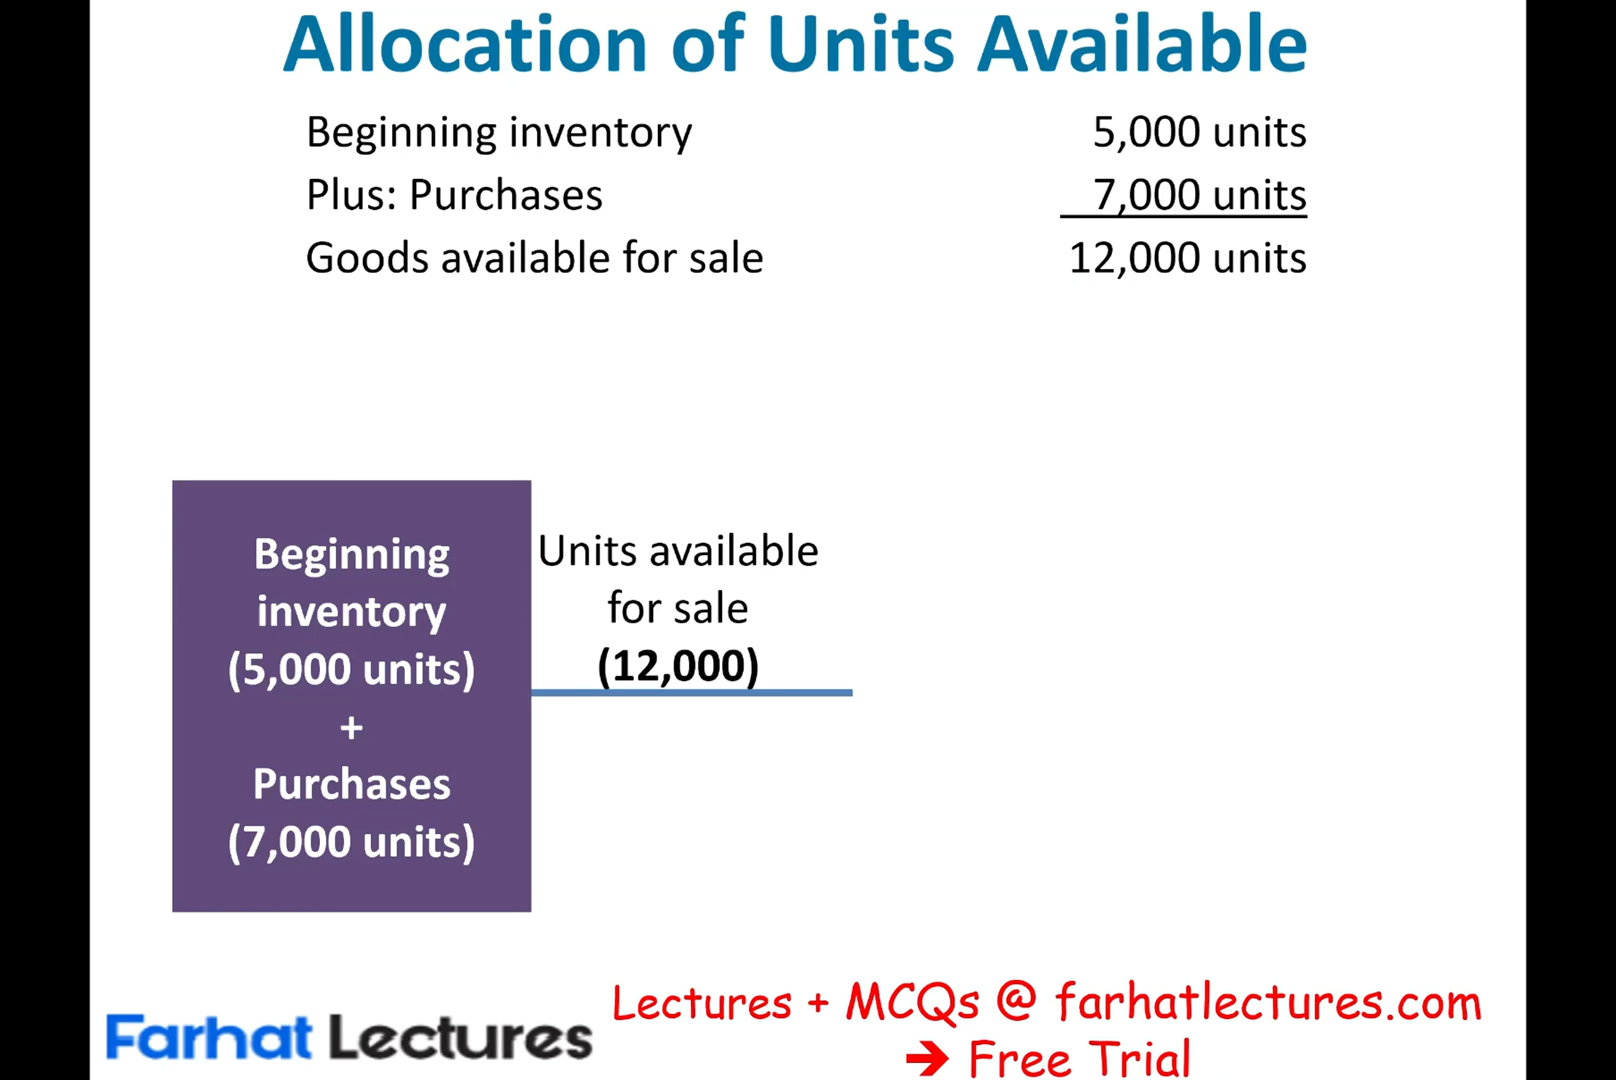 Allocation of Units Available
Beginning inventory 5,000 units
Plus: Purchases 7,000 units
Goods available for sale 12,000 units
Beginning
inventory
(5,000 units)
+
Purchases
(7,000 units)
Units available
for sale
(12,000)
Farhat Lectures
Lectures + MCQs @ farhatlectures.com
➔ Free Trial